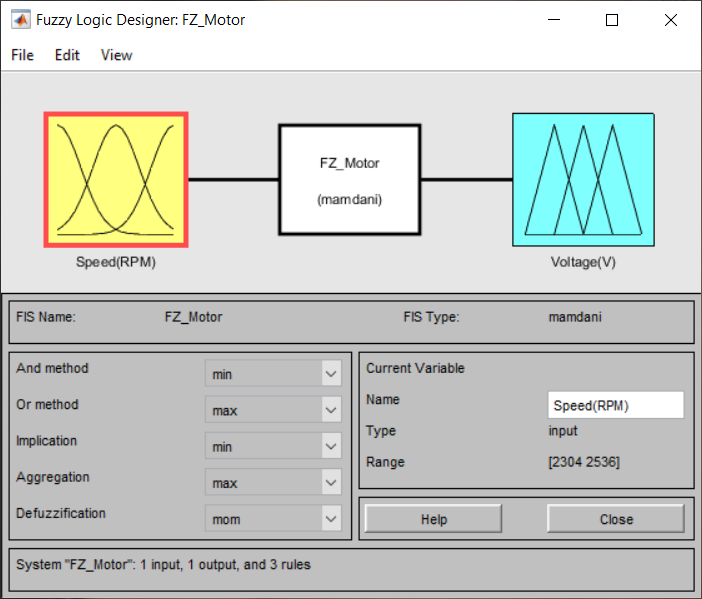 Fuzzy Logic Designer: FZ_Motor
File Edit View
FZ_Motor
(mamdani)
Speed(RPM)
Voltage(V)
FIS Name: FZ_Motor FIS Type: mamdani
And method min
Or method max
Implication min
Aggregation max
Defuzzification mom
Current Variable
Name Speed(RPM)
Type input
Range [2304 2536]
Help Close
System "FZ_Motor": 1 input, 1 output, and 3 rules